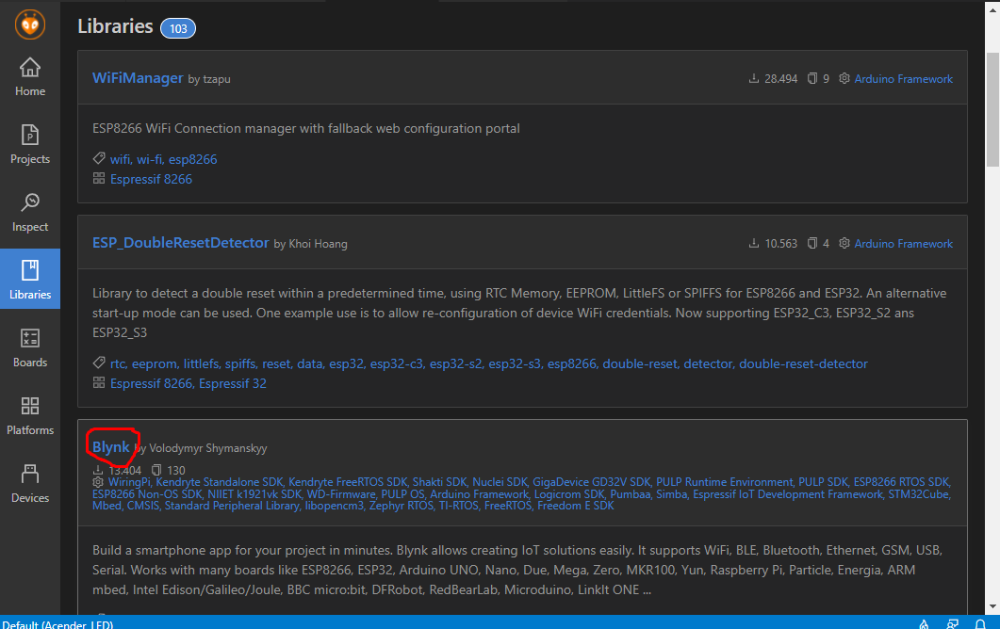 Libraries 103
Home
Projects
Inspect
Libraries
Boards
Platforms
Devices
WiFiManager by tzapu 28.494 9 Arduino Framework
ESP8266 WiFi Connection manager with fallback web configuration portal
wifi, wi-fi, esp8266
Espressif 8266
ESP_DoubleResetDetector by Khoi Hoang 10.563 4 Arduino Framework
Library to detect a double reset within a predetermined time, using RTC Memory, EEPROM, LittleFS or SPIFFS for ESP8266 and ESP32. An alternative
start-up mode can be used. One example use is to allow re-configuration of device WiFi credentials. Now supporting ESP32_C3, ESP32_S2 ans
ESP32_S3
rtc, eeprom, littlefs, spiffs, reset, data, esp32, esp32-c3, esp32-s2, esp32-s3, esp8266, double-reset, detector, double-reset-detector
Espressif 8266, Espressif 32
Blynk by Volodymyr Shymanskyy
13.404 130
WiringPi, Kendryte Standalone SDK, Kendryte FreeRTOS SDK, Shakti SDK, Nuclei SDK, GigaDevice GD32V SDK, PULP Runtime Environment, PULP SDK, ESP8266 RTOS SDK,
ESP8266 Non-OS SDK, NIIET k1921vk SDK, WD-Firmware, PULP OS, Arduino Framework, Logicrom SDK, Pumbaa, Simba, Espressif IoT Development Framework, STM32Cube,
Mbed, CMSIS, Standard Peripheral Library, libopencm3, Zephyr RTOS, TI-RTOS, FreeRTOS, Freedom E SDK
Build a smartphone app for your project in minutes. Blynk allows creating IoT solutions easily. It supports WiFi, BLE, Bluetooth, Ethernet, GSM, USB,
Serial. Works with many boards like ESP8266, ESP32, Arduino UNO, Nano, Due, Mega, Zero, MKR100, Yun, Raspberry Pi, Particle, Energia, ARM
mbed, Intel Edison/Galileo/Joule, BBC micro:bit, DFRobot, RedBearLab, Microduino, LinkIt ONE ...
Default (Acender_LED)